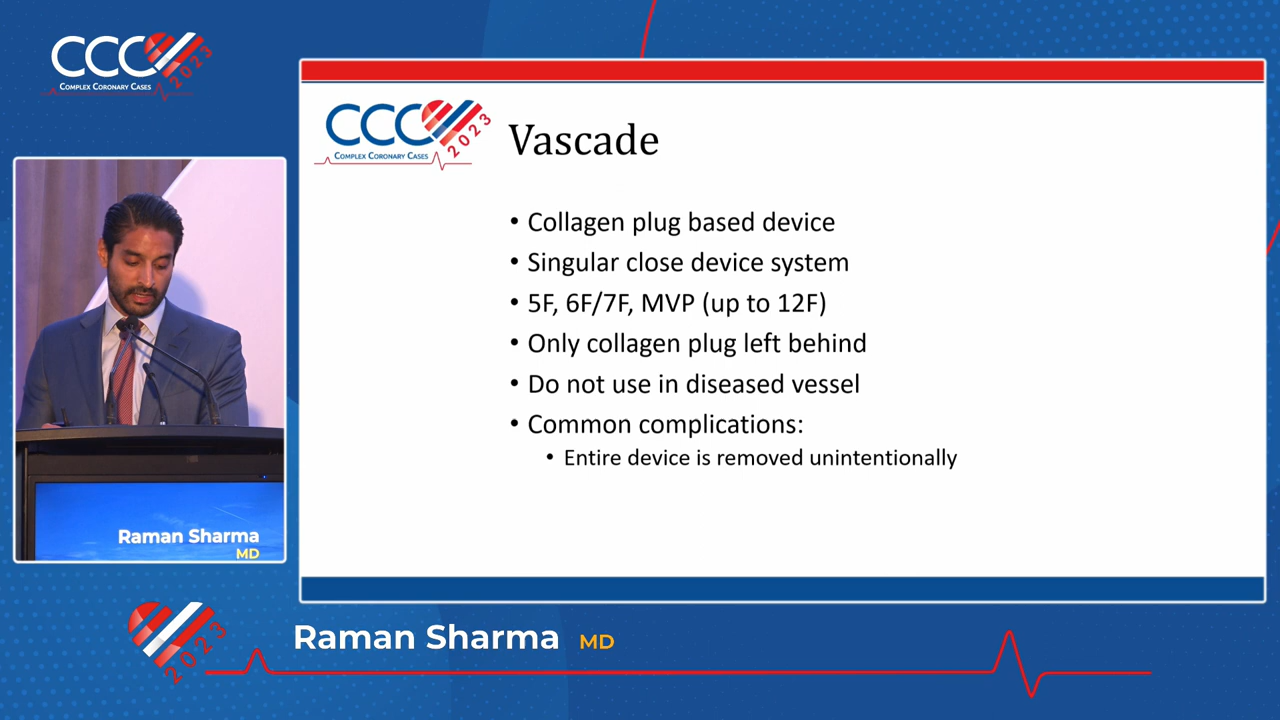 CCC
2023
COMPLEX CORONARY CASES
CCC
2023
COMPLEX CORONARY CASES
Vascade
• Collagen plug based device
• Singular close device system
• 5F, 6F/7F, MVP (up to 12F)
• Only collagen plug left behind
• Do not use in diseased vessel
• Common complications:
• Entire device is removed unintentionally
Raman Sharma
MD
2023
Raman Sharma MD